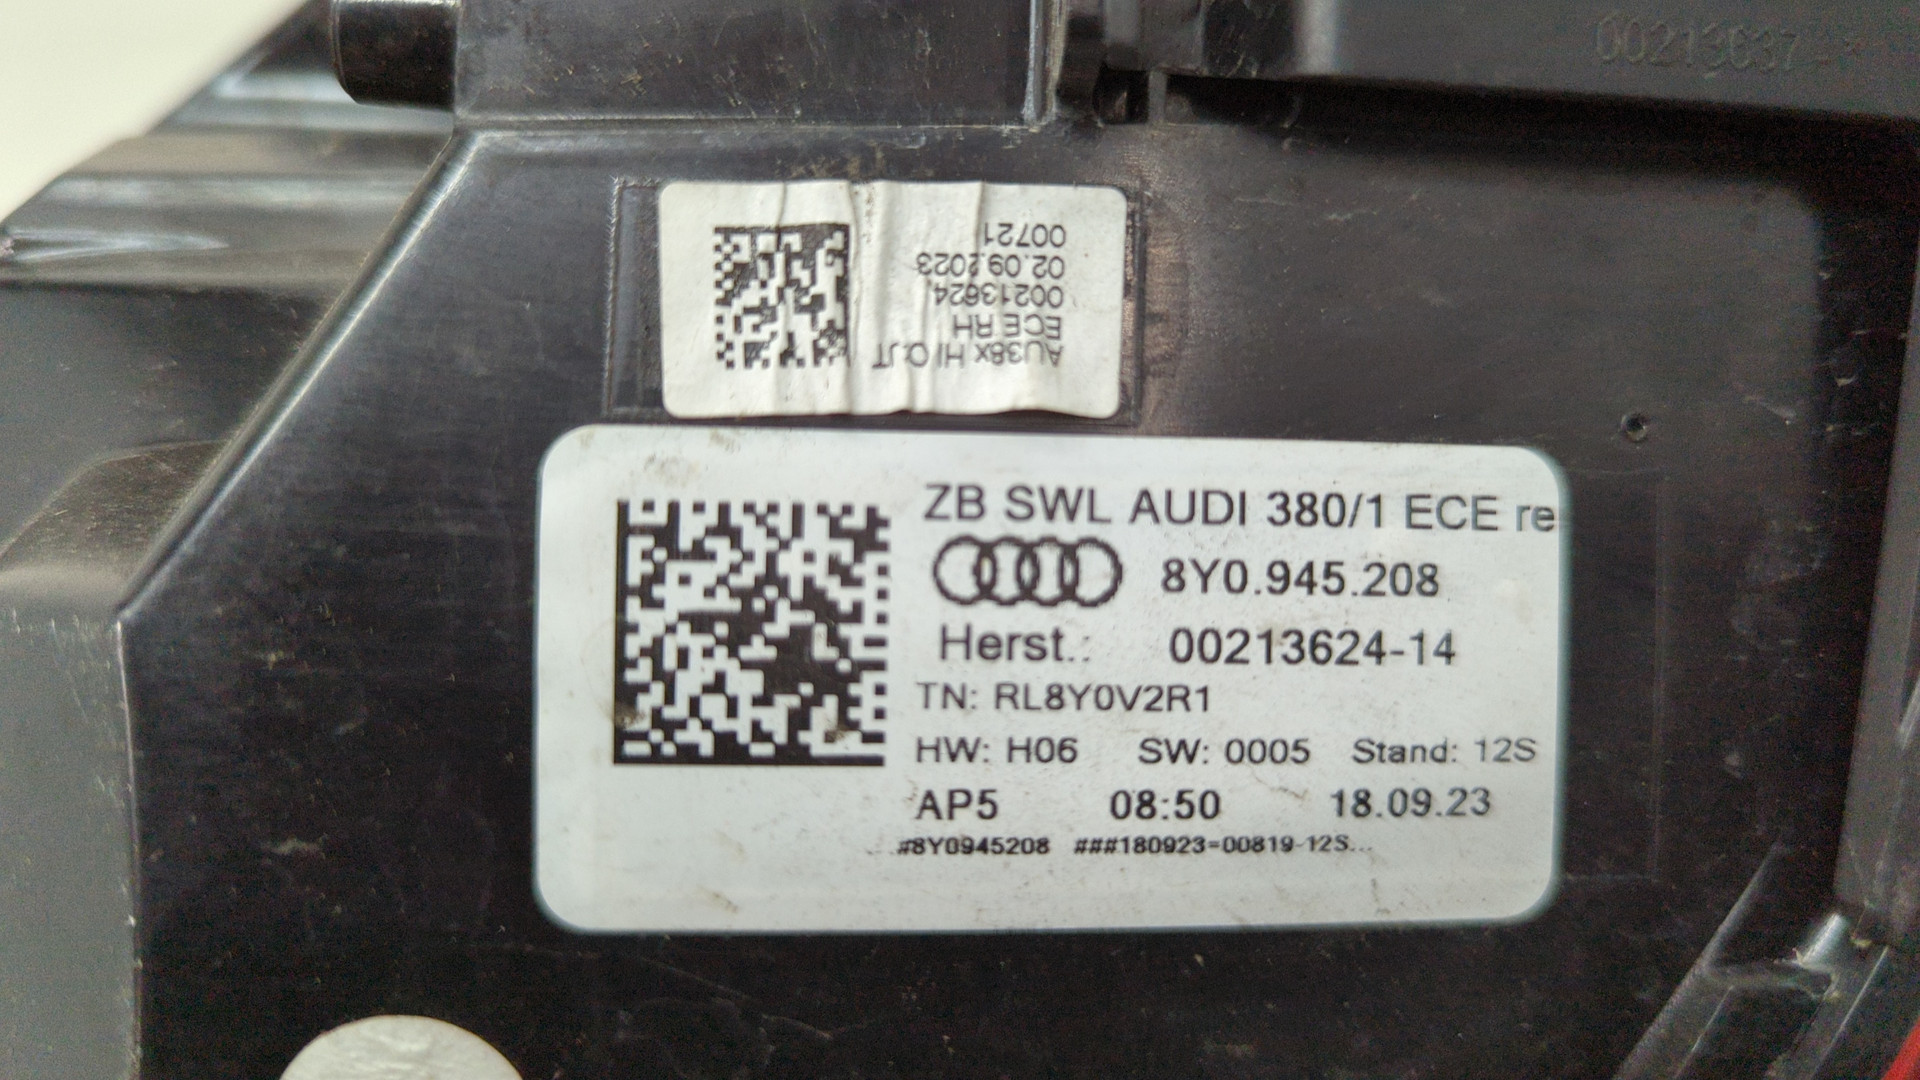 00213637
00721
02.09.2023
00213624
ECE RH
AU38x HI
ZB SWL AUDI 380/1 ECE re
8Y0.945.208
Herst.: 00213624-14
TN: RL8Y0V2R1
HW: H06 SW: 0005 Stand: 12S
AP5 08:50 18.09.23
..#8Y0945208 ###180923=00819-12S...